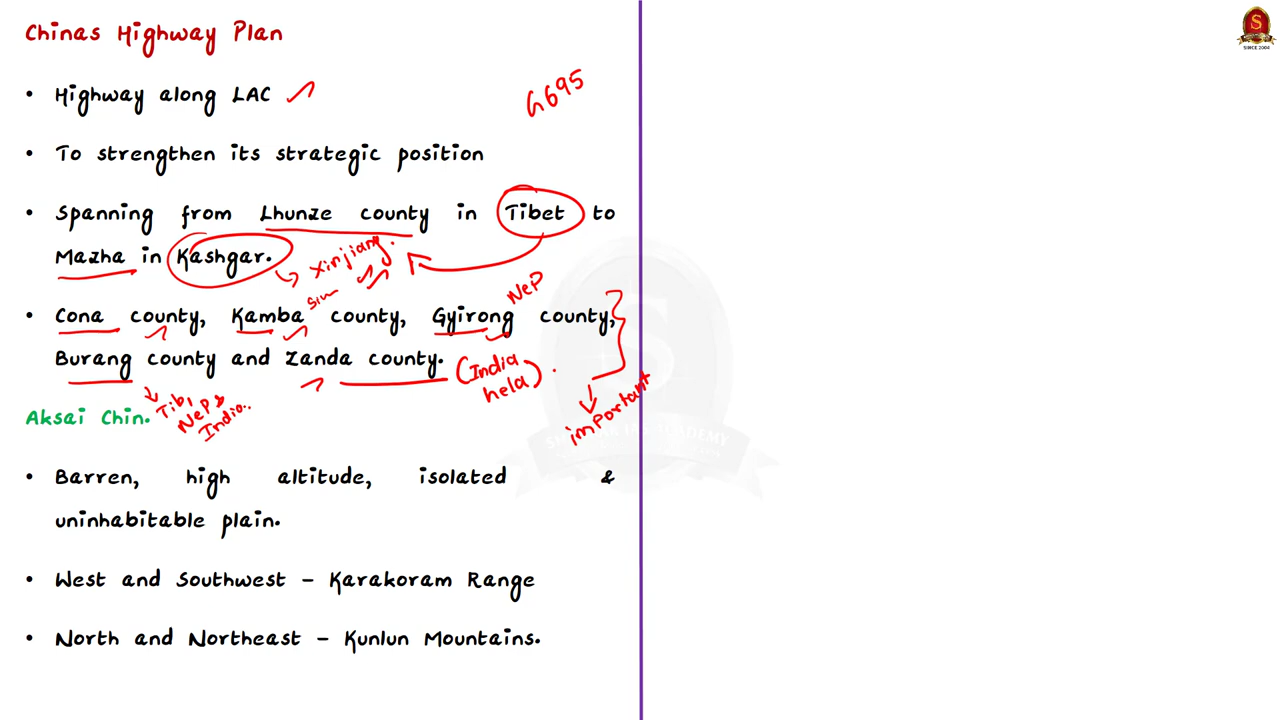 Chinas Highway Plan
• Highway along LAC
G695
• To strengthen its strategic position
• Spanning from Lhunze county in Tibet to
Mazha in Kashgar.
Xinjiang.
Sik
NeP
• Cona county, Kamba county, Gyirong county,
Burang county and Zanda county.
(India
held)
important
Tib,
NeP &
India..
Aksai Chin.
• Barren, high altitude, isolated &
uninhabitable plain.
• West and Southwest – Karakoram Range
• North and Northeast – Kunlun Mountains.
S
SINCE 2004